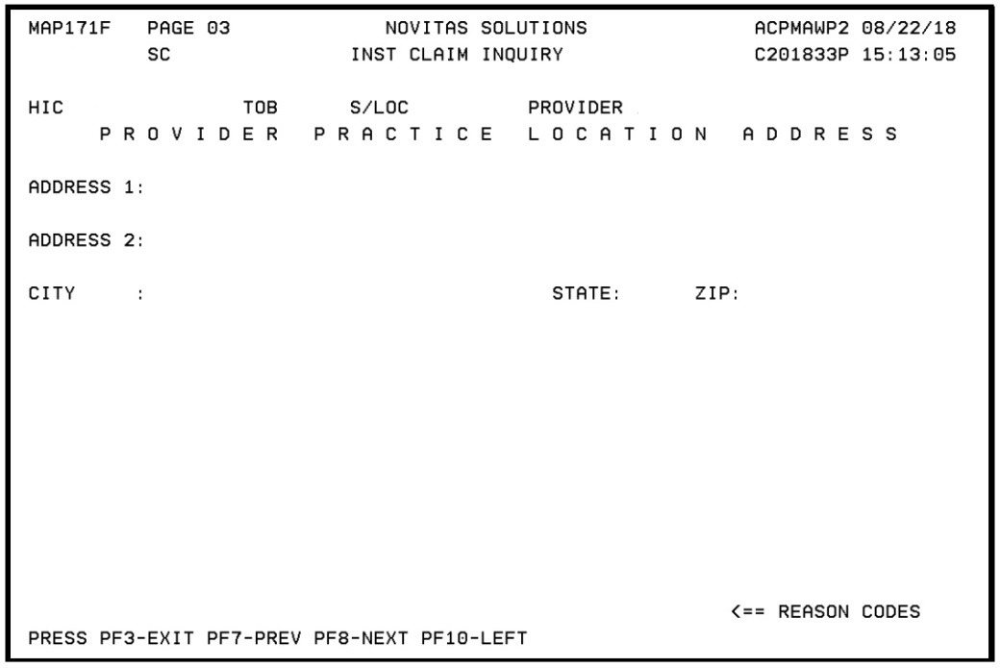 MAP171F PAGE 03 NOVITAS SOLUTIONS ACPMAWP2 08/22/18
SC INST CLAIM INQUIRY C201833P 15:13:05
HIC TOB S/LOC PROVIDER
P R O V I D E R P R A C T I C E L O C A T I O N A D D R E S S
ADDRESS 1:
ADDRESS 2:
CITY : STATE: ZIP:
<== REASON CODES
PRESS PF3-EXIT PF7-PREV PF8-NEXT PF10-LEFT